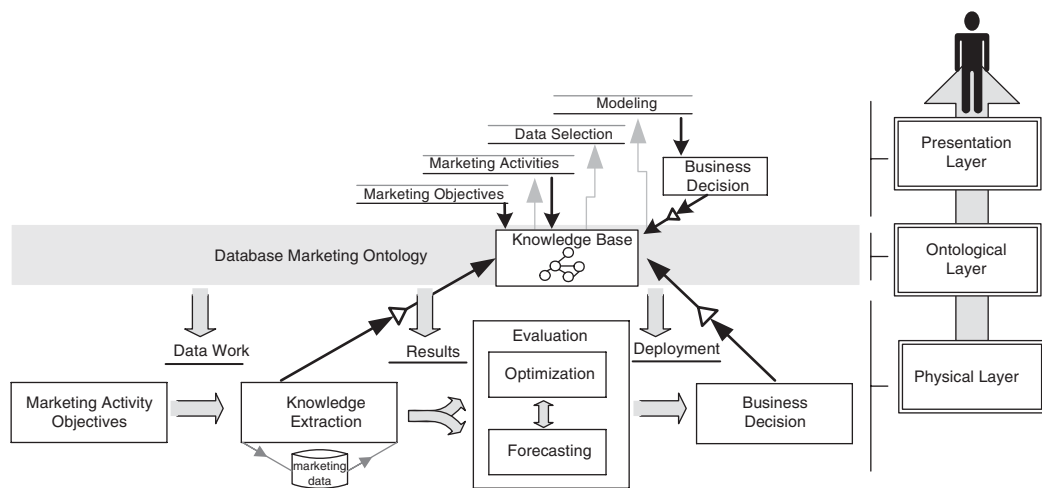 Modeling
Data Selection
Marketing Activities
Marketing Objectives
Business
Decision
Presentation
Layer
Database Marketing Ontology
Knowledge Base
Ontological
Layer
Data Work
Results
Evaluation
Deployment
Optimization
Physical Layer
Marketing Activity
Objectives
Knowledge
Extraction
Business
Decision
Forecasting
marketing
data